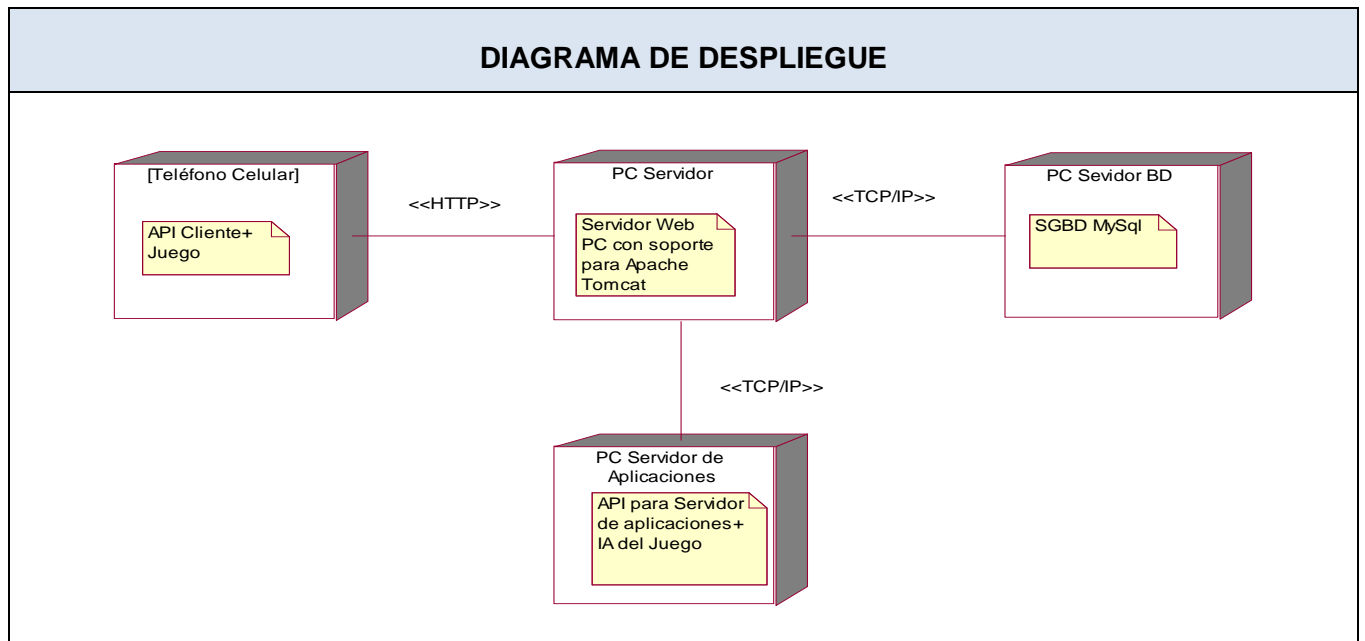 DIAGRAMA DE DESPLIEGUE
[Teléfono Celular]
API Cliente+
Juego
<<HTTP>>
PC Servidor
Servidor Web
PC con soporte
para Apache
Tomcat
<<TCP/IP>>
PC Sevidor BD
SGBD MySql
<<TCP/IP>>
PC Servidor de
Aplicaciones
API para Servidor
de aplicaciones+
IA del Juego